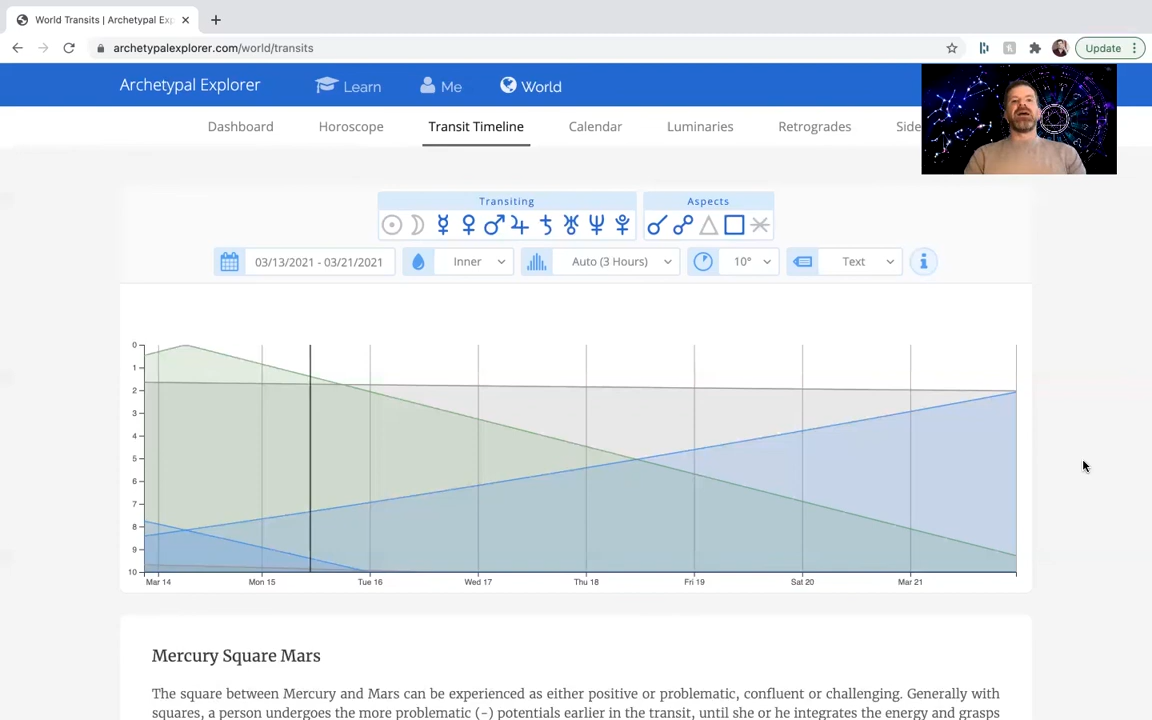 World Transits | Archetypal Exp
archetypalexplorer.com/world/transits
Update
Archetypal Explorer
Learn
Me
World
Dashboard
Horoscope
Transit Timeline
Calendar
Luminaries
Retrogrades
Side
Transiting
Aspects
03/13/2021 - 03/21/2021
Inner
Auto (3 Hours)
10°
Text
0
1
2
3
4
5
6
7
8
9
10
Mar 14
Mon 15
Tue 16
Wed 17
Thu 18
Fri 19
Sat 20
Mar 21
Mercury Square Mars
The square between Mercury and Mars can be experienced as either positive or problematic, confluent or challenging. Generally with
squares, a person undergoes the more problematic (-) potentials earlier in the transit, until she or he integrates the energy and grasps